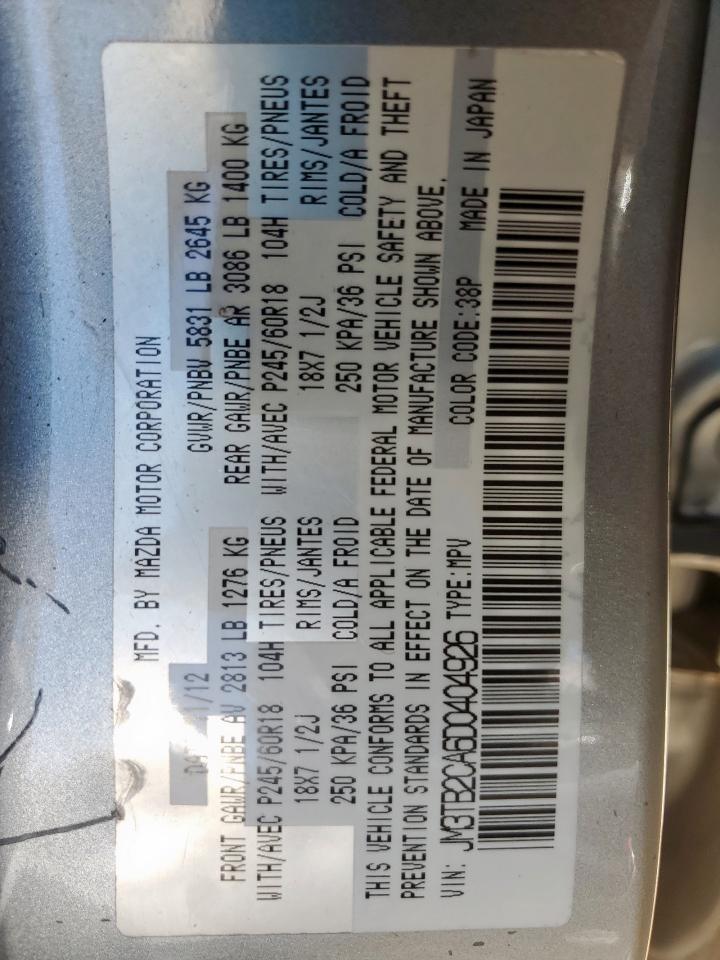 MFD. BY MAZDA MOTOR CORPORATION
11/12 GVWR/PNBV 5831 LB 2645 KG
FRONT GAWR/PNBE AV 2813 LB 1276 KG REAR GAWR/PNBE AR 3086 LB 1400 KG
WITH/AVEC P245/60R18 104H TIRES/PNEUS WITH/AVEC P245/60R18 104H TIRES/PNEUS
18X7 1/2J RIMS/JANTES 18X7 1/2J RIMS/JANTES
250 KPA/36 PSI COLD/A FROID 250 KPA/36 PSI COLD/A FROID
THIS VEHICLE CONFORMS TO ALL APPLICABLE FEDERAL MOTOR VEHICLE SAFETY AND THEFT
PREVENTION STANDARDS IN EFFECT ON THE DATE OF MANUFACTURE SHOWN ABOVE.
VIN: JM3TB2CA6D0404926 TYPE:MPV COLOR CODE:38P MADE IN JAPAN